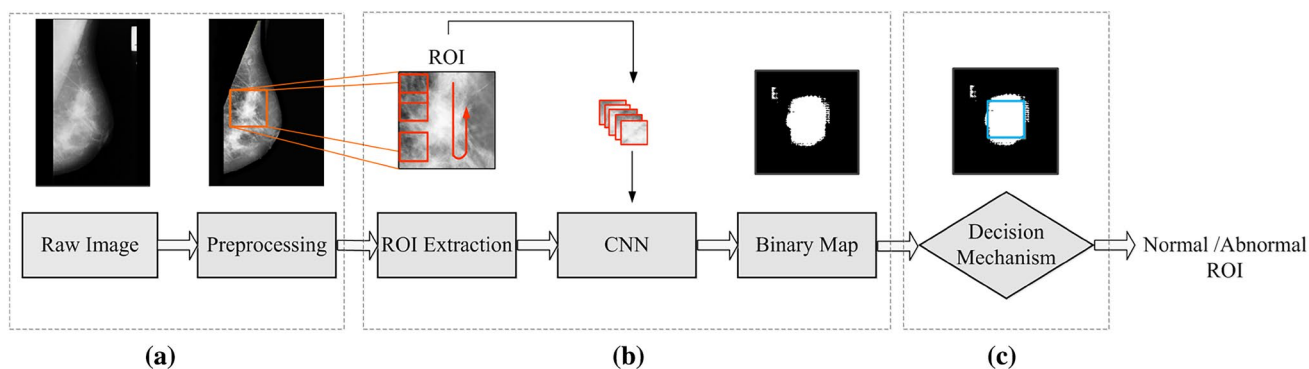 ROI
Raw Image
Preprocessing
ROI Extraction
CNN
Binary Map
Decision
Mechanism
Normal /Abnormal
ROI
(a)
(b)
(c)